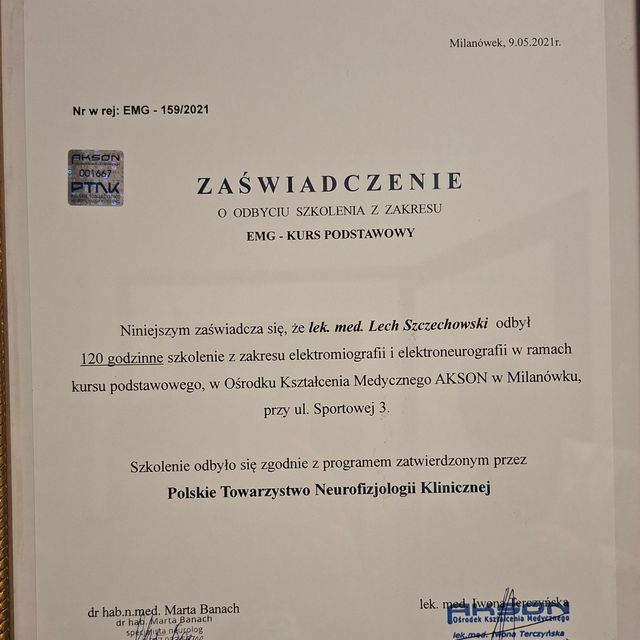 Milanówek, 9.05.2021r.
Nr w rej: EMG - 159/2021
AKSON
001667
PTNK
ZAŚWIADCZENIE
O ODBYCIU SZKOLENIA Z ZAKRESU
EMG - KURS PODSTAWOWY
Niniejszym zaświadcza się, że lek. med. Lech Szczechowski odbył
120 godzinne szkolenie z zakresu elektromiografii i elektroneurografii w ramach
kursu podstawowego, w Ośrodku Kształcenia Medycznego AKSON w Milanówku,
przy ul. Sportowej 3.
Szkolenie odbyło się zgodnie z programem zatwierdzonym przez
Polskie Towarzystwo Neurofizjologii Klinicznej
dr hab.n.med. Marta Banach
dr hab. Marta Banach
specjalista neurolog
lek. med. Iwona Terczyńska
AKSON
Ośrodek Kształcenia Medycznego
lek.med. Iwona Terczyńska